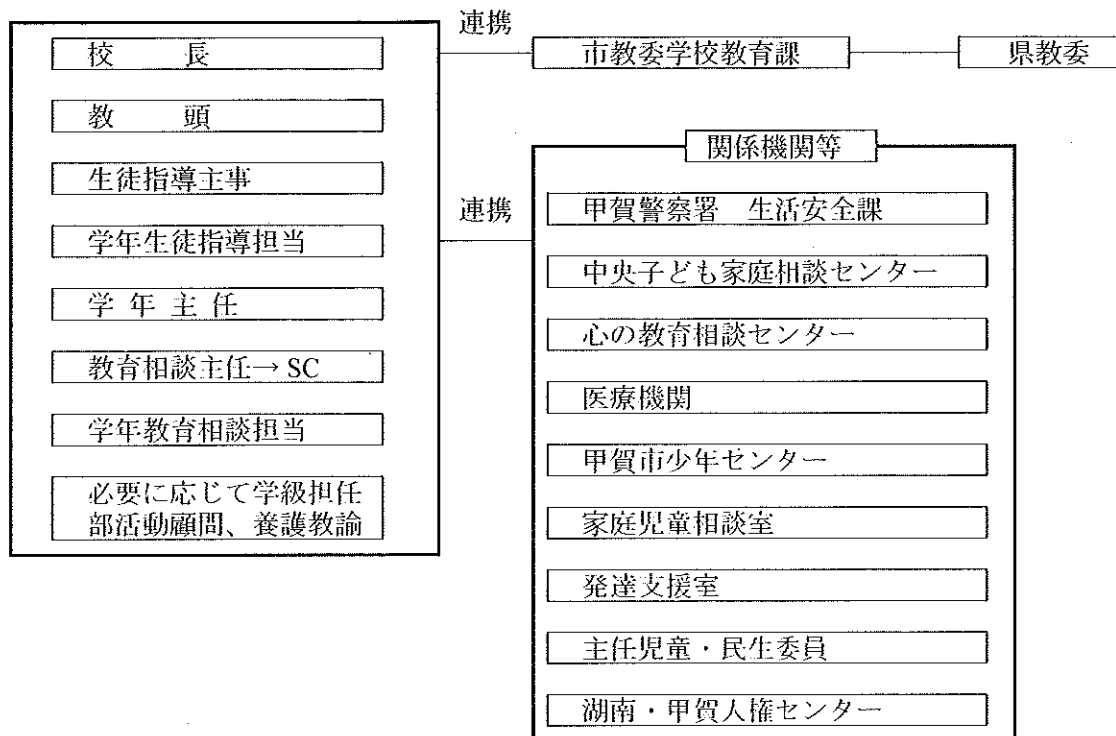 校長
教頭
生徒指導主事
学年生徒指導担当
学年主任
教育相談主任→SC
学年教育相談担当
必要に応じて学級担任
部活動顧問、養護教諭
連携
市教委学校教育課
県教委
連携
関係機関等
甲賀警察署　生活安全課
中央子ども家庭相談センター
心の教育相談センター
医療機関
甲賀市少年センター
家庭児童相談室
発達支援室
主任児童・民生委員
湖南・甲賀人権センター